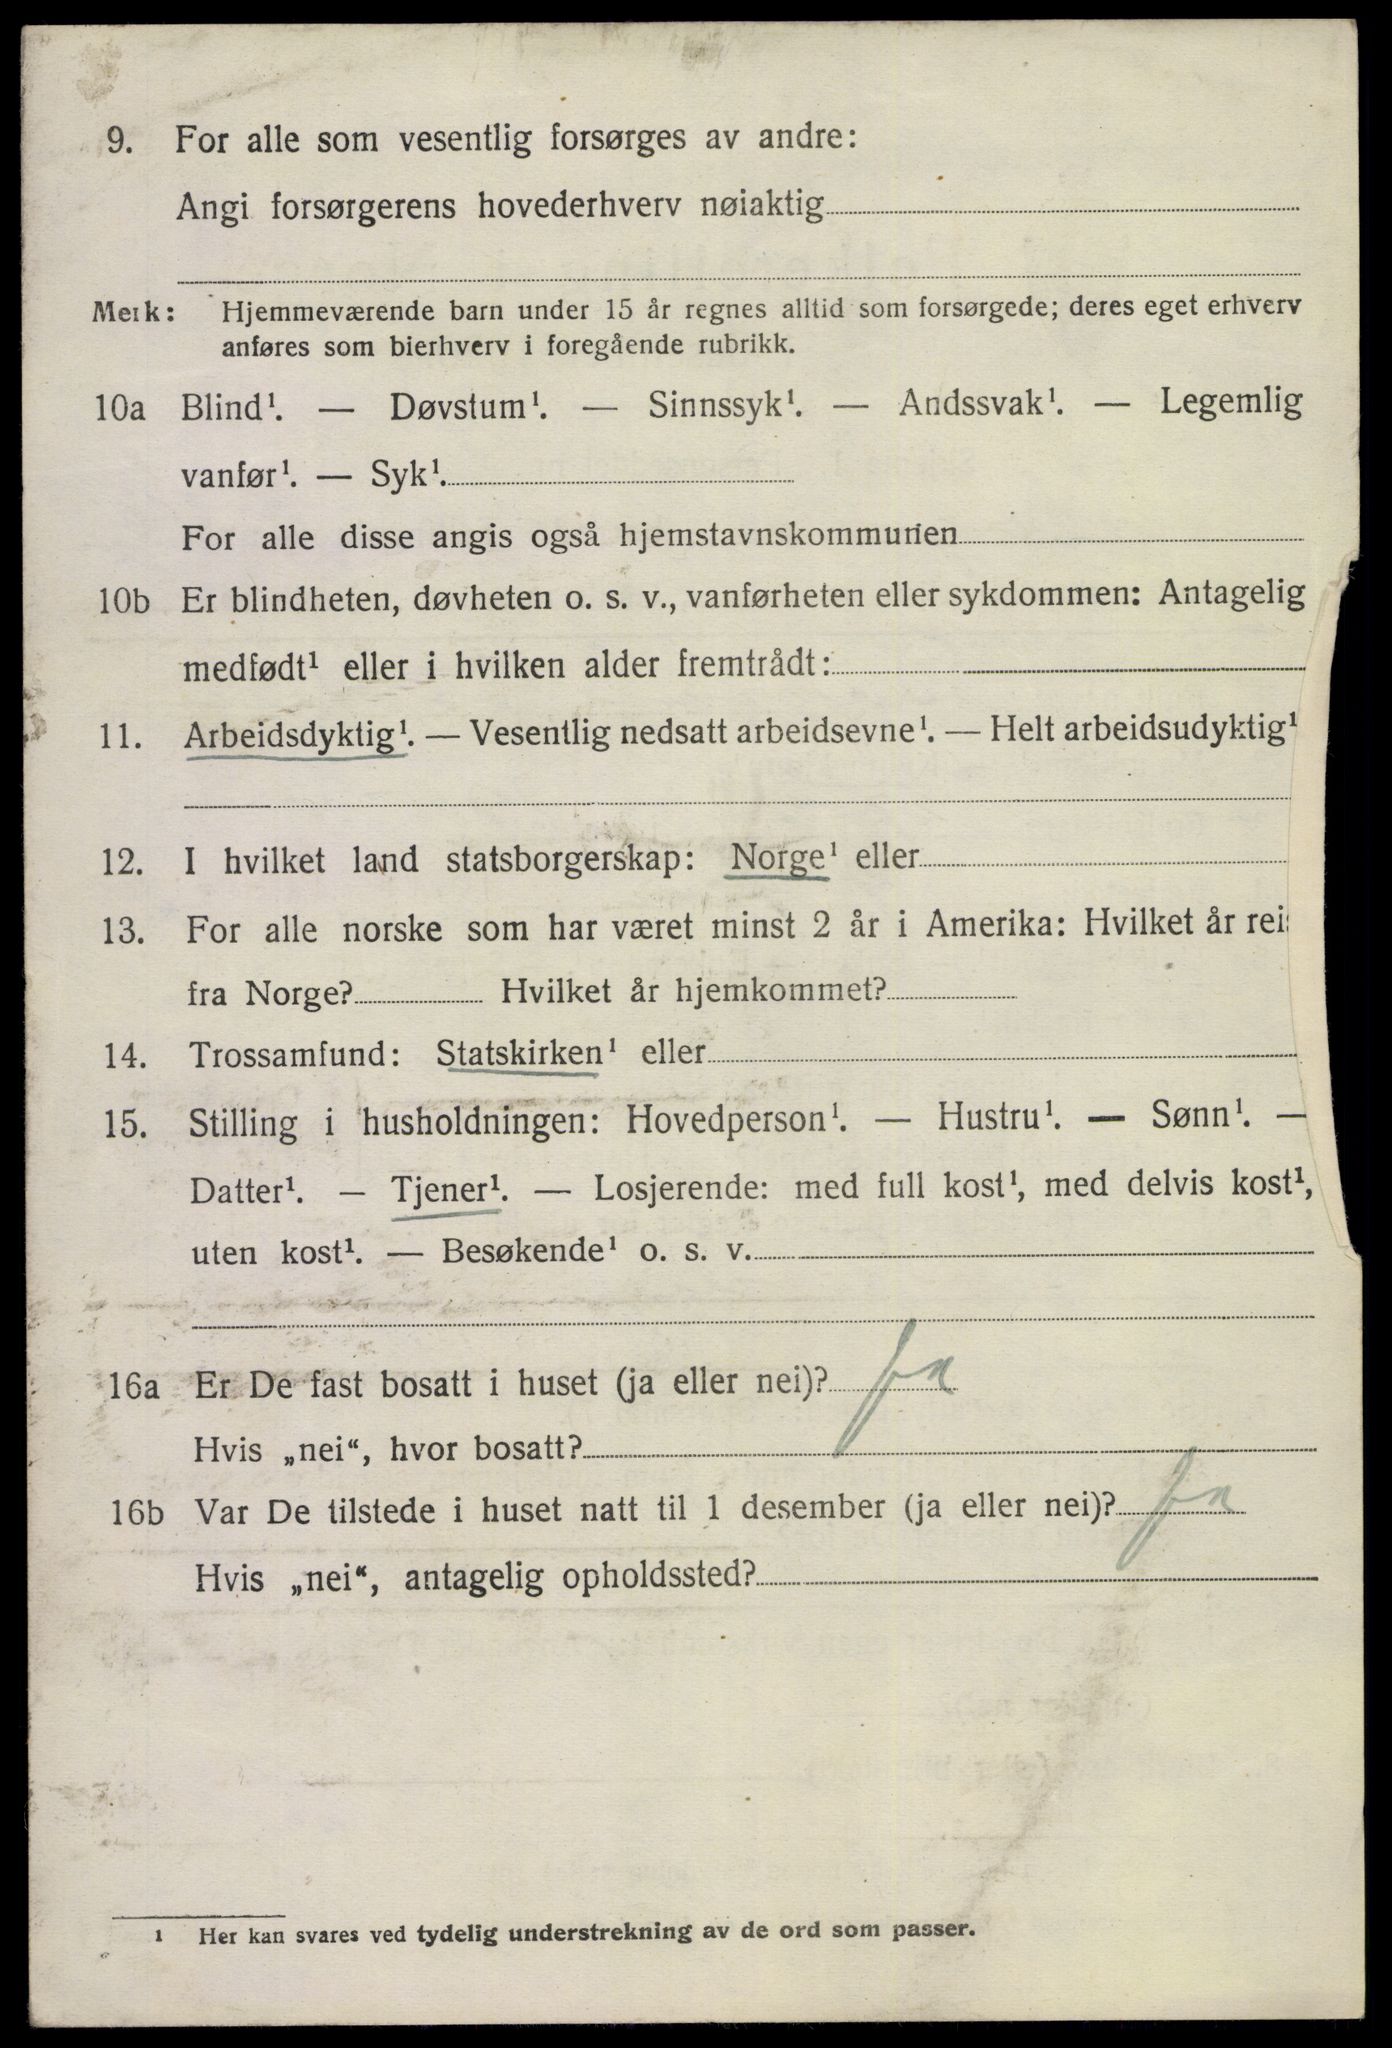 9. For alle som vesentlig forsørges av andre:
Angi forsørgerens hovederhverv nøiaktig
Merk: Hjemmeværende barn under 15 år regnes alltid som forsørgede; deres eget erhverv
anføres som bierhverv i foregående rubrikk.
10a Blind¹. — Døvstum¹. — Sinnssyk¹. — Andssvak¹. — Legemlig
vanfør¹. — Syk¹.
For alle disse angis også hjemstavnskommunen
10b Er blindheten, døvheten o. s. v., vanførheten eller sykdommen: Antagelig
medfødt¹ eller i hvilken alder fremtrådt:
11. Arbeidsdyktig¹. — Vesentlig nedsatt arbeidsevne¹. — Helt arbeidsudyktig¹
12. I hvilket land statsborgerskap: Norge¹ eller
13. For alle norske som har været minst 2 år i Amerika: Hvilket år reis
fra Norge? Hvilket år hjemkommet?
14. Trossamfund: Statskirken¹ eller
15. Stilling i husholdningen: Hovedperson¹. — Hustru¹. — Sønn¹. —
Datter¹. — Tjener¹. — Losjerende: med full kost¹, med delvis kost¹,
uten kost¹. — Besøkende¹ o. s. v.
16a Er De fast bosatt i huset (ja eller nei)? ja
Hvis „nei“, hvor bosatt?
16b Var De tilstede i huset natt til 1 desember (ja eller nei)? ja
Hvis „nei“, antagelig opholdssted?
1 Her kan svares ved tydelig understrekning av de ord som passer.